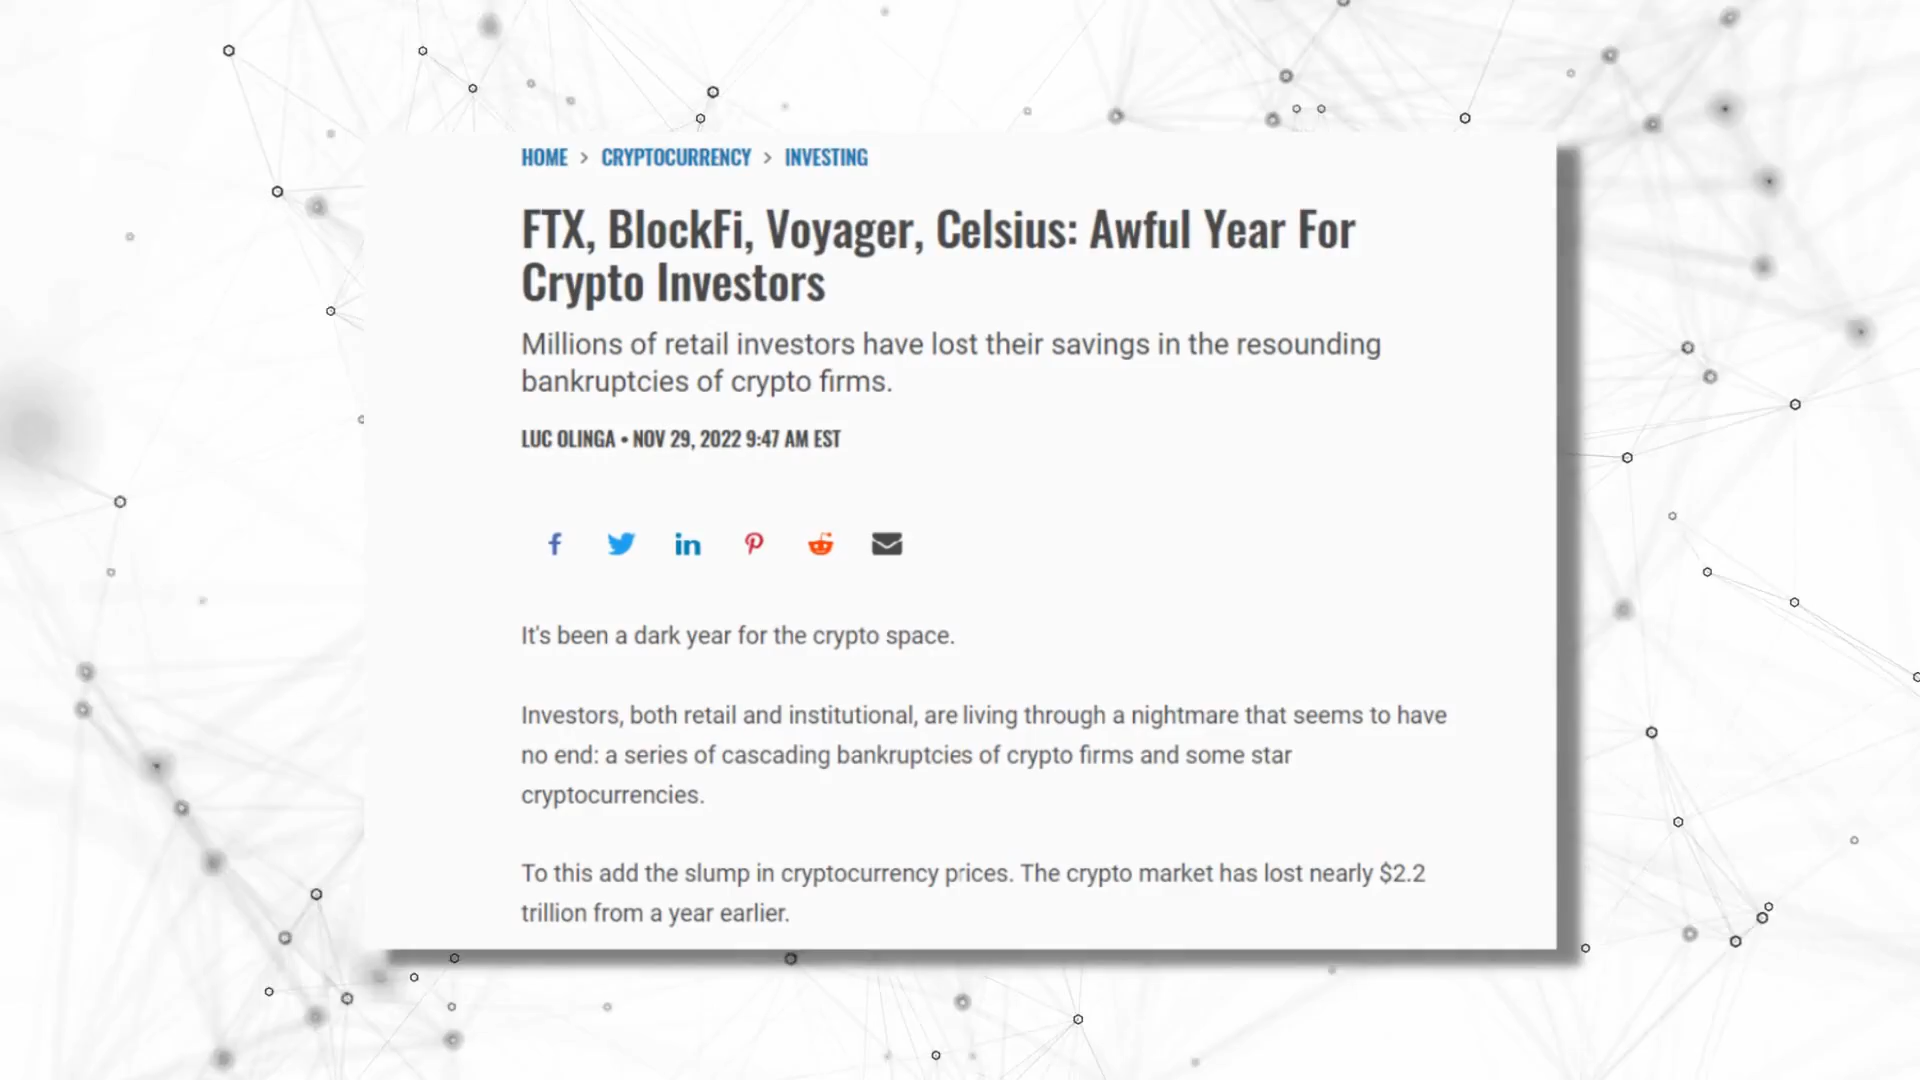 HOME > CRYPTOCURRENCY > INVESTING
FTX, BlockFi, Voyager, Celsius: Awful Year For
Crypto Investors
Millions of retail investors have lost their savings in the resounding
bankruptcies of crypto firms.
LUC OLINGA • NOV 29, 2022 9:47 AM EST
It's been a dark year for the crypto space.
Investors, both retail and institutional, are living through a nightmare that seems to have
no end: a series of cascading bankruptcies of crypto firms and some star
cryptocurrencies.
To this add the slump in cryptocurrency prices. The crypto market has lost nearly $2.2
trillion from a year earlier.